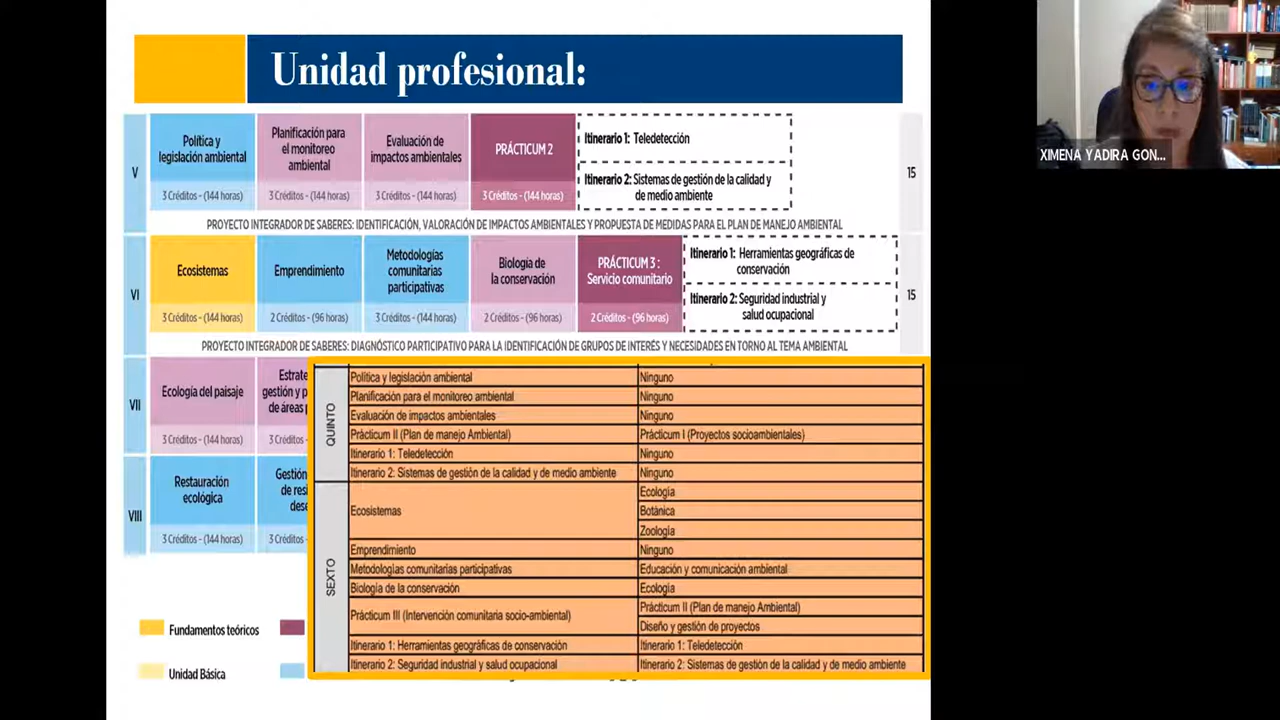 Unidad profesional:
XIMENA YADIRA GON...
V
Política y
legislación ambiental
3 Créditos - (144 horas)
Planificación para
el monitoreo
ambiental
3 Créditos - (144 horas)
Evaluación de
impactos ambientales
3 Créditos - (144 horas)
PRÁCTICUM 2
3 Créditos - (144 horas)
Itinerario 1: Teledetección
Itinerario 2: Sistemas de gestión de la calidad y
de medio ambiente
15
PROYECTO INTEGRADOR DE SABERES: IDENTIFICACIÓN, VALORACIÓN DE IMPACTOS AMBIENTALES Y PROPUESTA DE MEDIDAS PARA EL PLAN DE MANEJO AMBIENTAL
VI
Ecosistemas
3 Créditos - (144 horas)
Emprendimiento
2 Créditos - (96 horas)
Metodologías
comunitarias
participativas
3 Créditos - (144 horas)
Biología de
la conservación
2 Créditos - (96 horas)
PRÁCTICUM 3 :
Servicio comunitario
2 Créditos - (96 horas)
Itinerario 1: Herramientas geográficas de
conservación
Itinerario 2: Seguridad industrial y
salud ocupacional
15
PROYECTO INTEGRADOR DE SABERES: DIAGNÓSTICO PARTICIPATIVO PARA LA IDENTIFICACIÓN DE GRUPOS DE INTERÉS Y NECESIDADES EN TORNO AL TEMA AMBIENTAL
VII
Ecología del paisaje
3 Créditos - (144 horas)
Estrate
gestión y p
de áreas
3 Créditos
VIII
Restauración
ecológica
3 Créditos - (144 horas)
Gestión
de resi
dese
3 Créditos
QUINTO
Política y legislación ambiental Ninguno
Planificación para el monitoreo ambiental Ninguno
Evaluación de impactos ambientales Ninguno
Prácticum II (Plan de manejo Ambiental) Prácticum I (Proyectos socioambientales)
Itinerario 1: Teledetección Ninguno
Itinerario 2: Sistemas de gestión de la calidad y de medio ambiente Ninguno
SEXTO
Ecosistemas
Ecología
Botánica
Zoología
Emprendimiento Ninguno
Metodologías comunitarias participativas Educación y comunicación ambiental
Biología de la conservación Ecología
Prácticum III (Intervención comunitaria socio-ambiental)
Prácticum II (Plan de manejo Ambiental)
Diseño y gestión de proyectos
Itinerario 1: Herramientas geográficas de conservación Itinerario 1: Teledetección
Itinerario 2: Seguridad industrial y salud ocupacional Itinerario 2: Sistemas de gestión de la calidad y de medio ambiente
Fundamentos teóricos
Unidad Básica